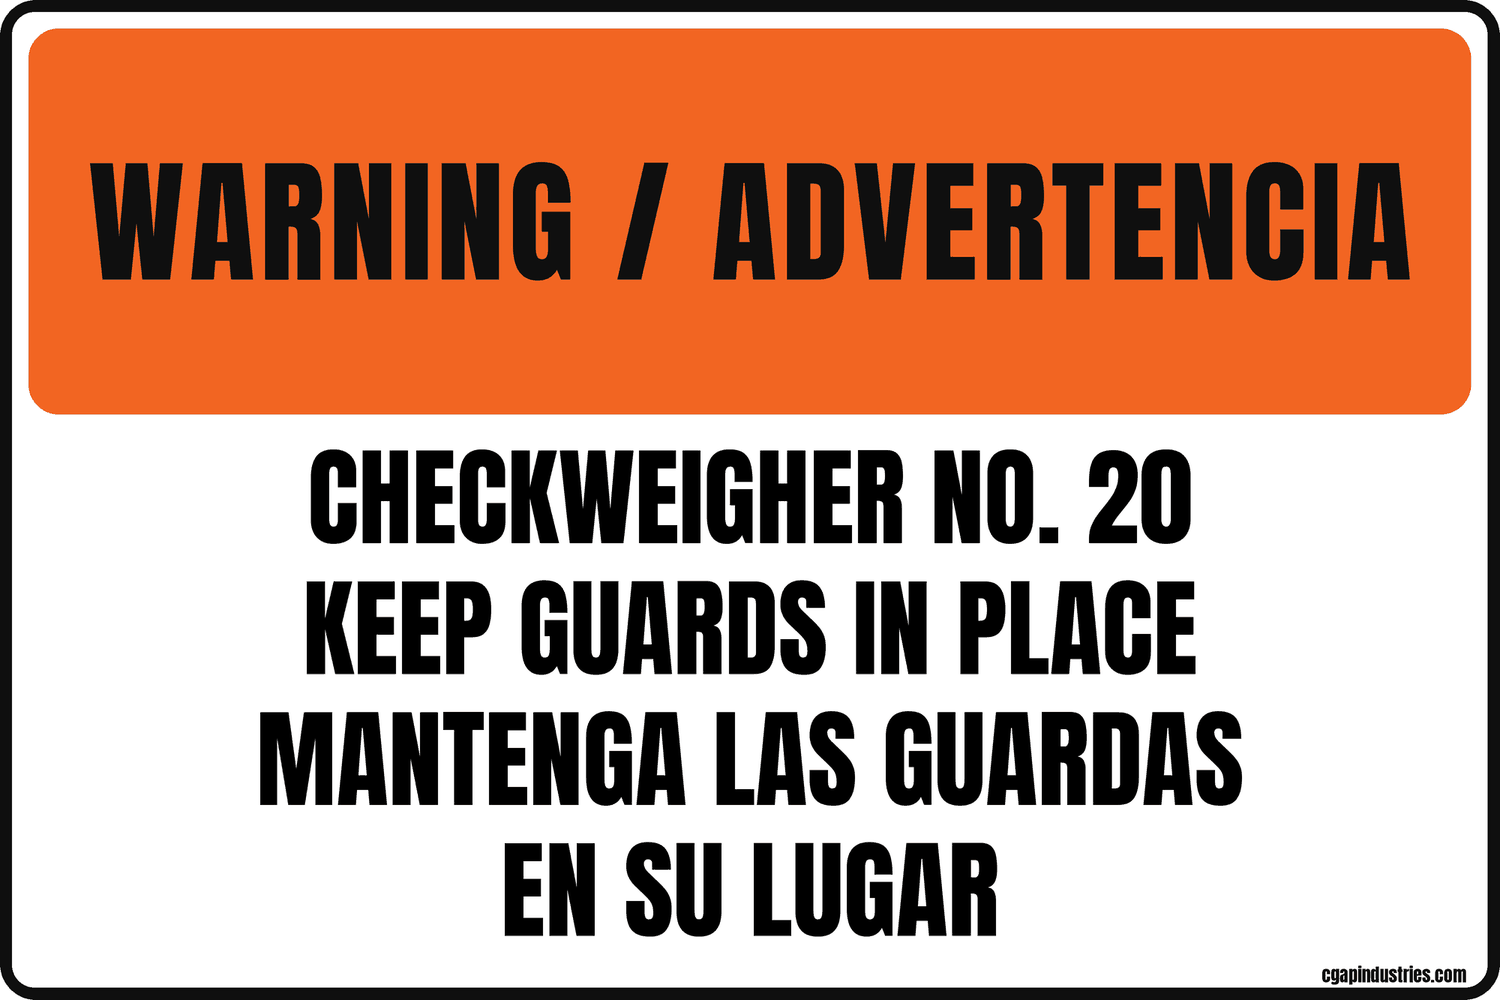 WARNING / ADVERTENCIA
CHECKWEIGHER NO. 20
KEEP GUARDS IN PLACE
MANTENGA LAS GUARDAS
EN SU LUGAR
cgapindustries.com